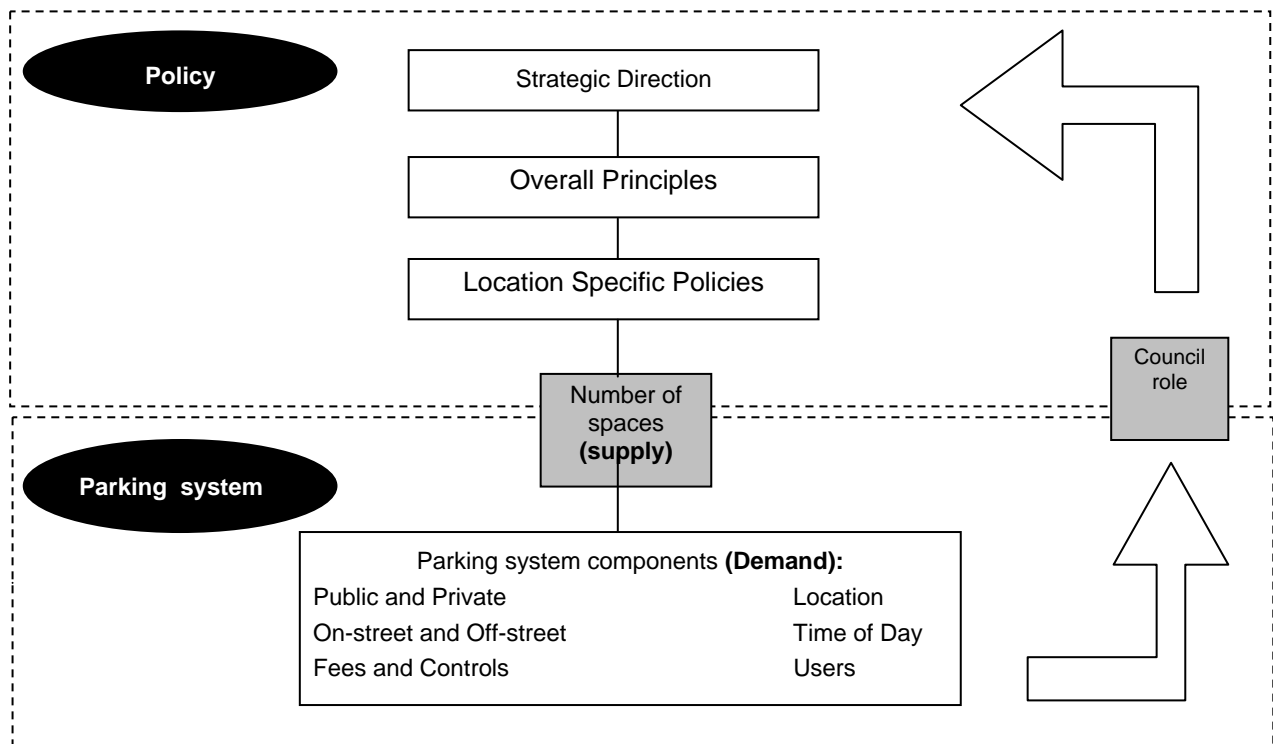 Policy
Strategic Direction
Overall Principles
Location Specific Policies
Number of
spaces
(supply)
Council
role
Parking system
Parking system components (Demand):
Public and Private Location
On-street and Off-street Time of Day
Fees and Controls Users